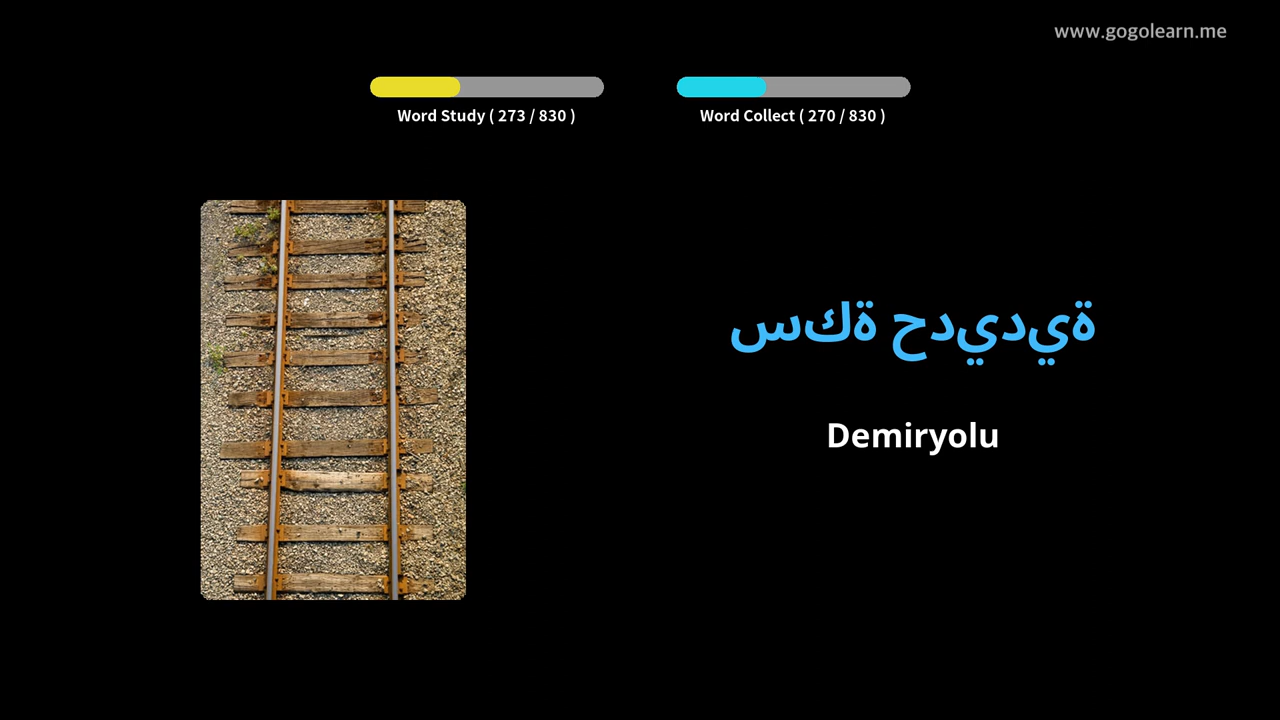 www.gogolearn.me
Word Study ( 273 / 830 )
Word Collect ( 270 / 830 )
سكة حديدية
Demiryolu